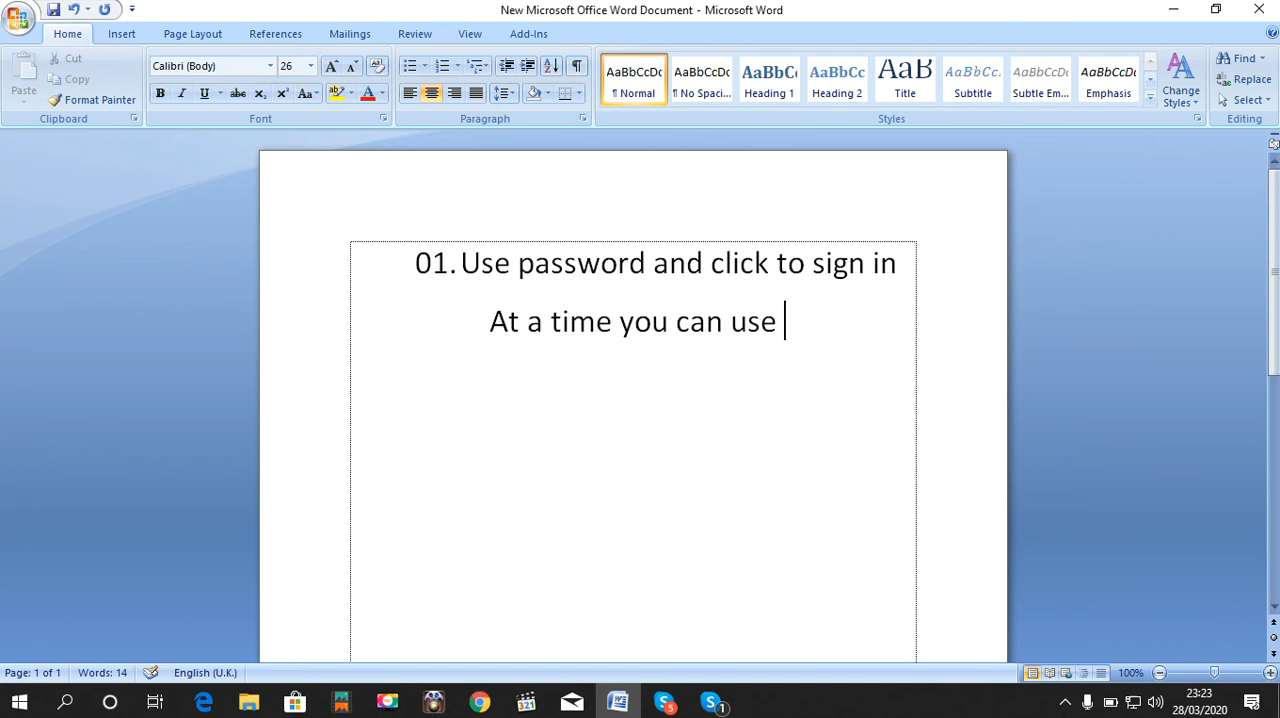 New Microsoft Office Word Document - Microsoft Word
Home Insert Page Layout References Mailings Review View Add-Ins
Paste
Cut
Copy
Format Painter
Clipboard
Calibri (Body) 26
Font
Paragraph
AaBbCcDc AaBbCcDc AaBbCc AaBbCc AaB AaBbCc. AaBbCcDc AaBbCcDc
¶ Normal ¶ No Spaci... Heading 1 Heading 2 Title Subtitle Subtle Em... Emphasis
Change
Styles
Styles
Find
Replace
Select
Editing
01. Use password and click to sign in
At a time you can use
Page: 1 of 1 Words: 14 English (U.K.) 100%
321
S
1
23:23
28/03/2020